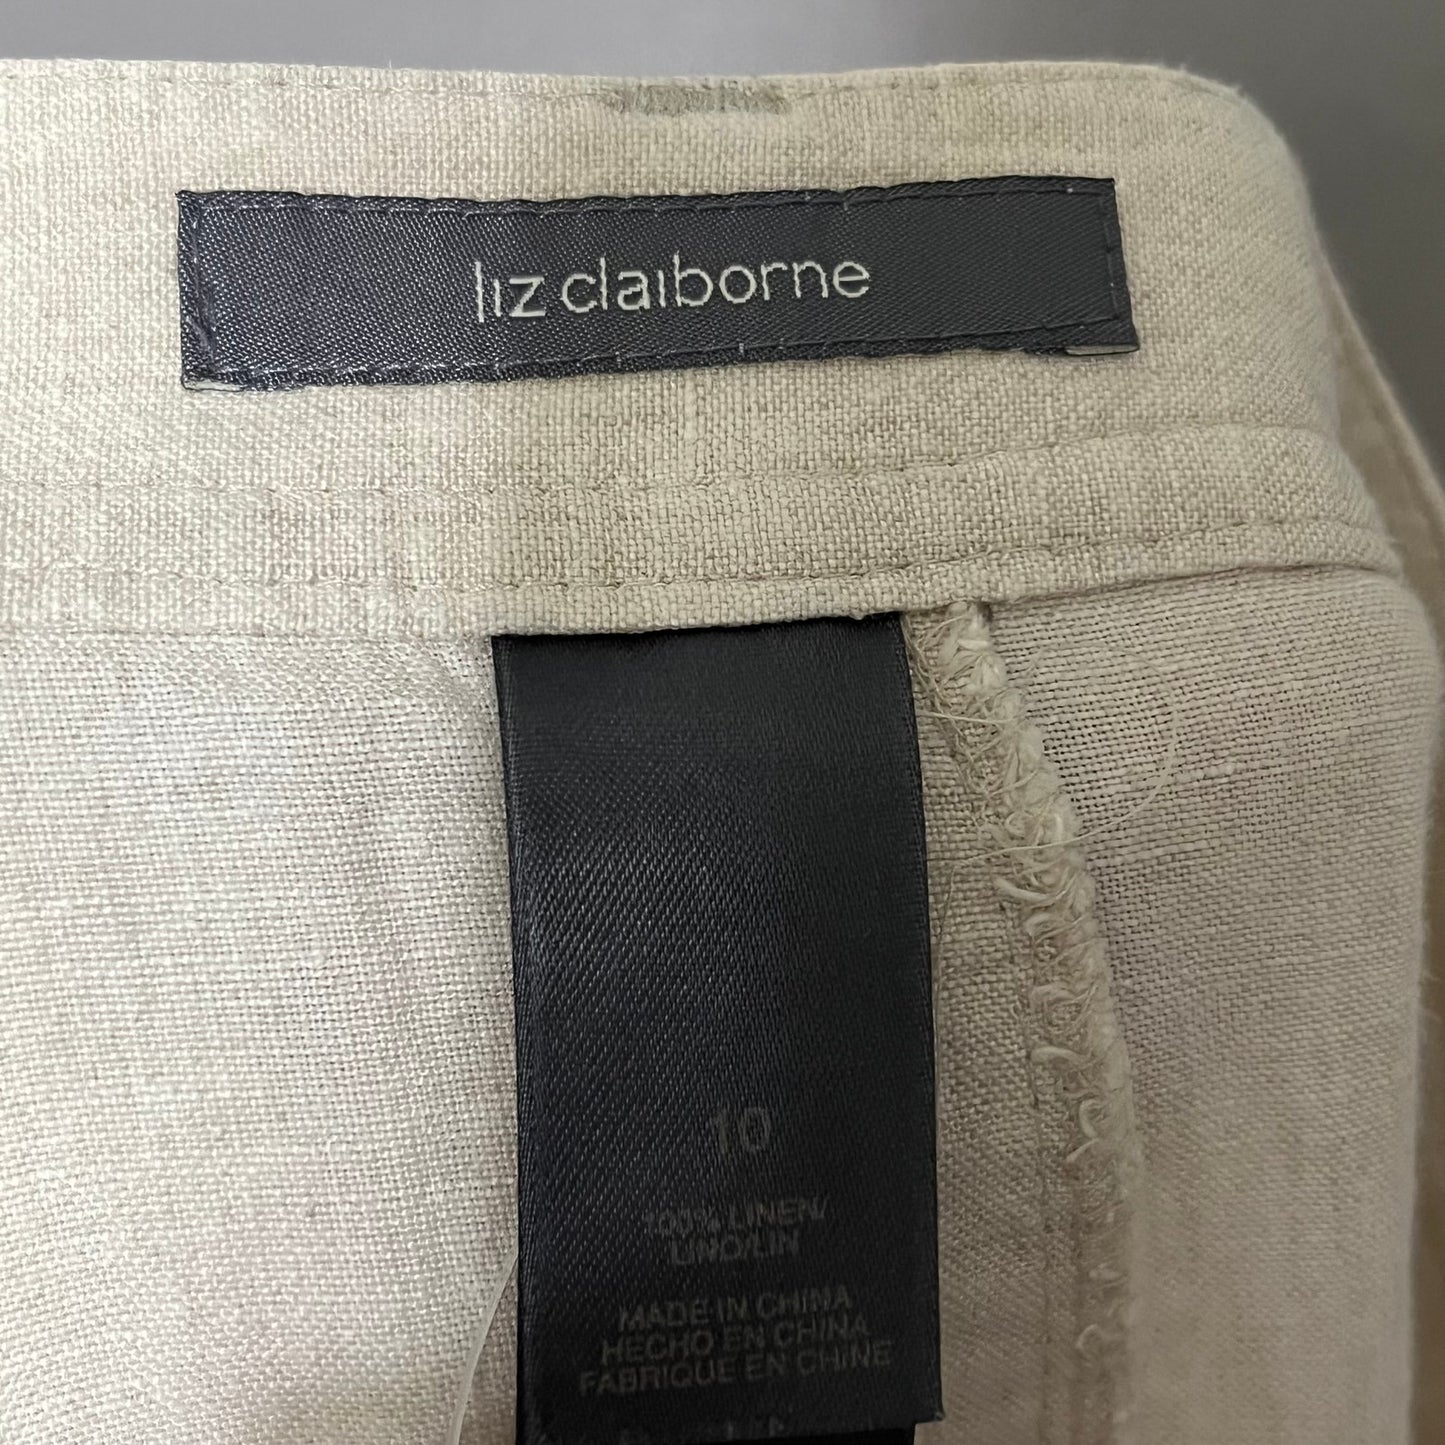 liz claiborne
10
100% LINEN/
LINO/LIN
MADE IN CHINA
HECHO EN CHINA
FABRIQUE EN CHINE